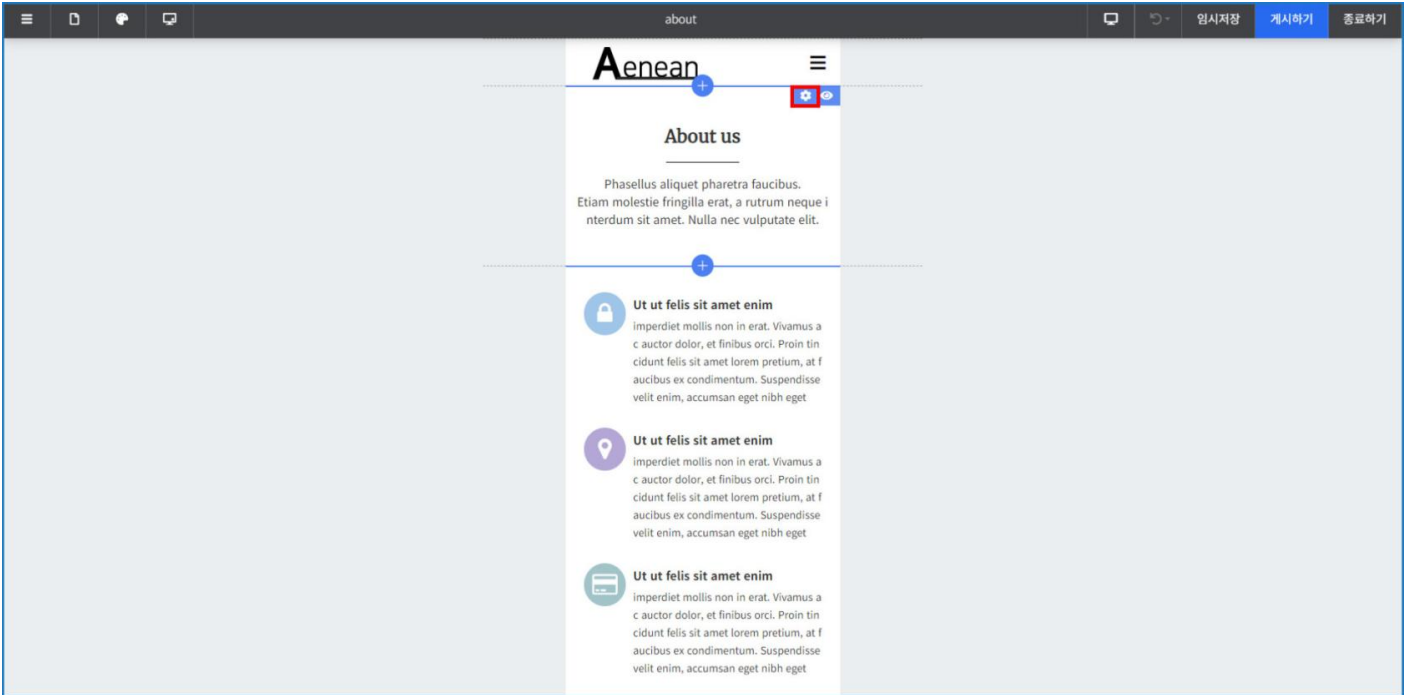 about
임시저장
게시하기
종료하기
Aenean
About us
Phasellus aliquet pharetra faucibus.
Etiam molestie fringilla erat, a rutrum neque i
nterdum sit amet. Nulla nec vulputate elit.
Ut ut felis sit amet enim
imperdiet mollis non in erat. Vivamus a
c auctor dolor, et finibus orci. Proin tin
cidunt felis sit amet lorem pretium, at f
aucibus ex condimentum. Suspendisse
velit enim, accumsan eget nibh eget
Ut ut felis sit amet enim
imperdiet mollis non in erat. Vivamus a
c auctor dolor, et finibus orci. Proin tin
cidunt felis sit amet lorem pretium, at f
aucibus ex condimentum. Suspendisse
velit enim, accumsan eget nibh eget
Ut ut felis sit amet enim
imperdiet mollis non in erat. Vivamus a
c auctor dolor, et finibus orci. Proin tin
cidunt felis sit amet lorem pretium, at f
aucibus ex condimentum. Suspendisse
velit enim, accumsan eget nibh eget